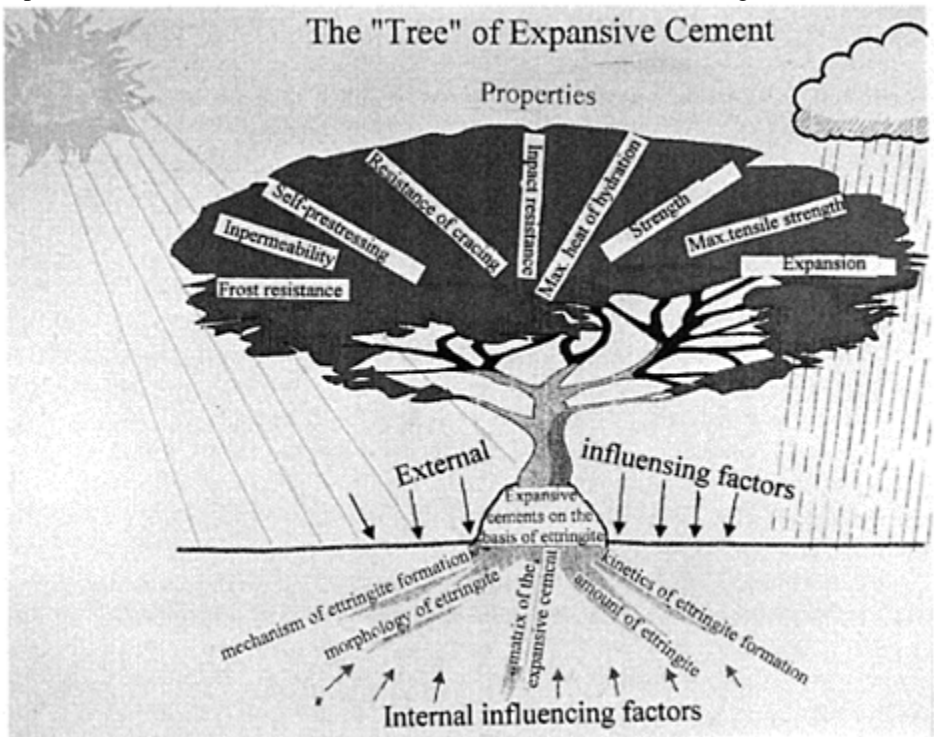 The "Tree" of Expansive Cement
Properties
Frost resistance
Inpermeability
Self-prestressing
Resistance of cracing
Inpact resistance
Max. heat of hydration
Strength
Max.tensile strength
Expansion
External
influensing factors
Expansive
cements on the
basis of ettringite
mechanism of ettringite formation
morphology of ettringite
matrix of the
expansive cement
amount of ettringite
kinetics of ettringite formation
Internal influencing factors